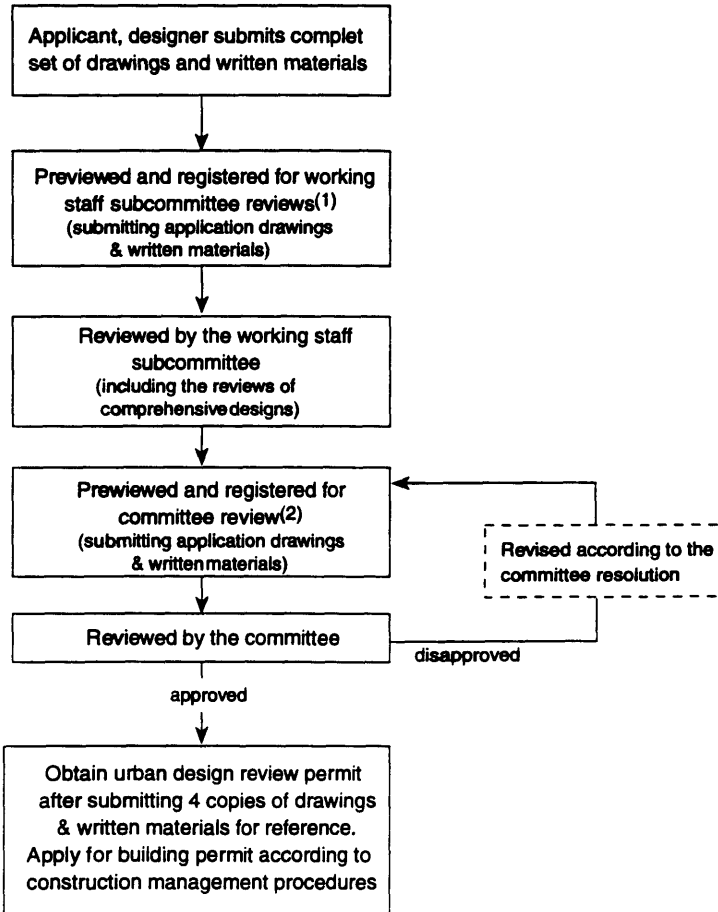 Applicant, designer submits complet
set of drawings and written materials
Previewed and registered for working
staff subcommittee reviews(1)
(submitting application drawings
& written materials)
Reviewed by the working staff
subcommittee
(including the reviews of
comprehensive designs)
Prewiewed and registered for
committee review(2)
(submitting application drawings
& written materials)
Revised according to the
committee resolution
Reviewed by the committee
disapproved
approved
Obtain urban design review permit
after submitting 4 copies of drawings
& written materials for reference.
Apply for building permit according to
construction management procedures